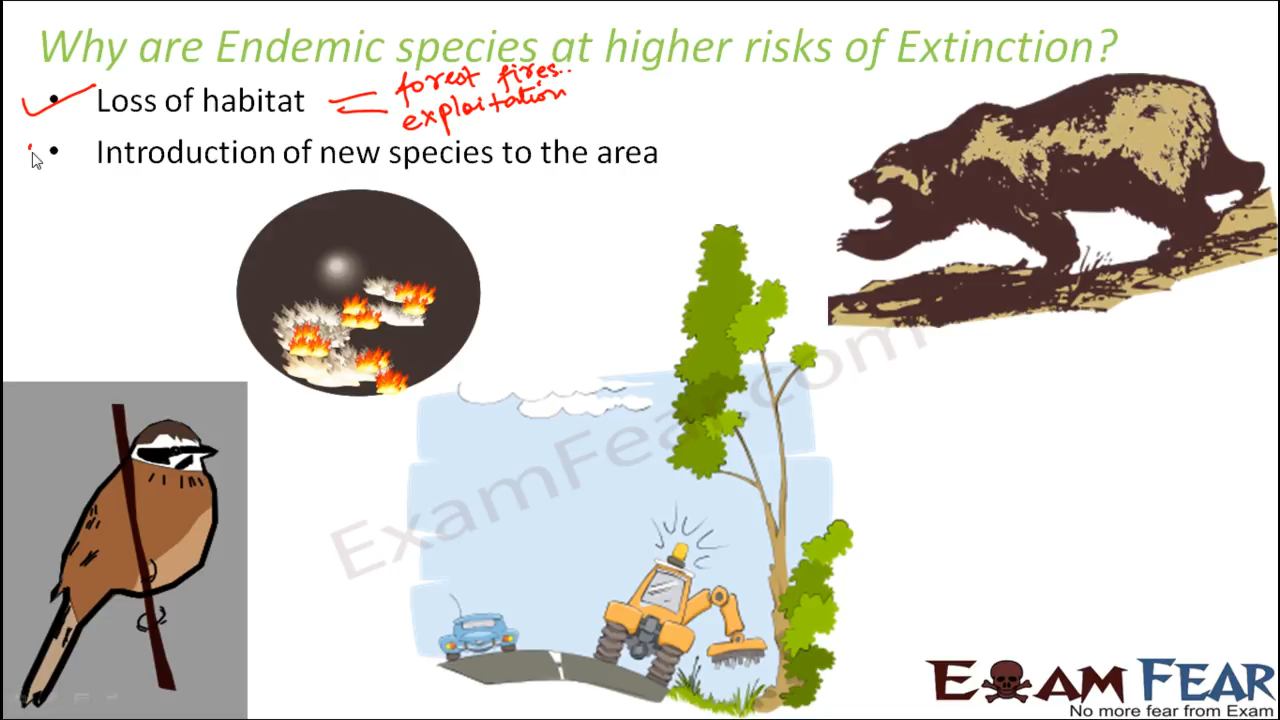 Why are Endemic species at higher risks of Extinction?
• Loss of habitat
forest fires..
exploitation
• Introduction of new species to the area
ExamFear.com
EXAM FEAR
No more fear from Exam